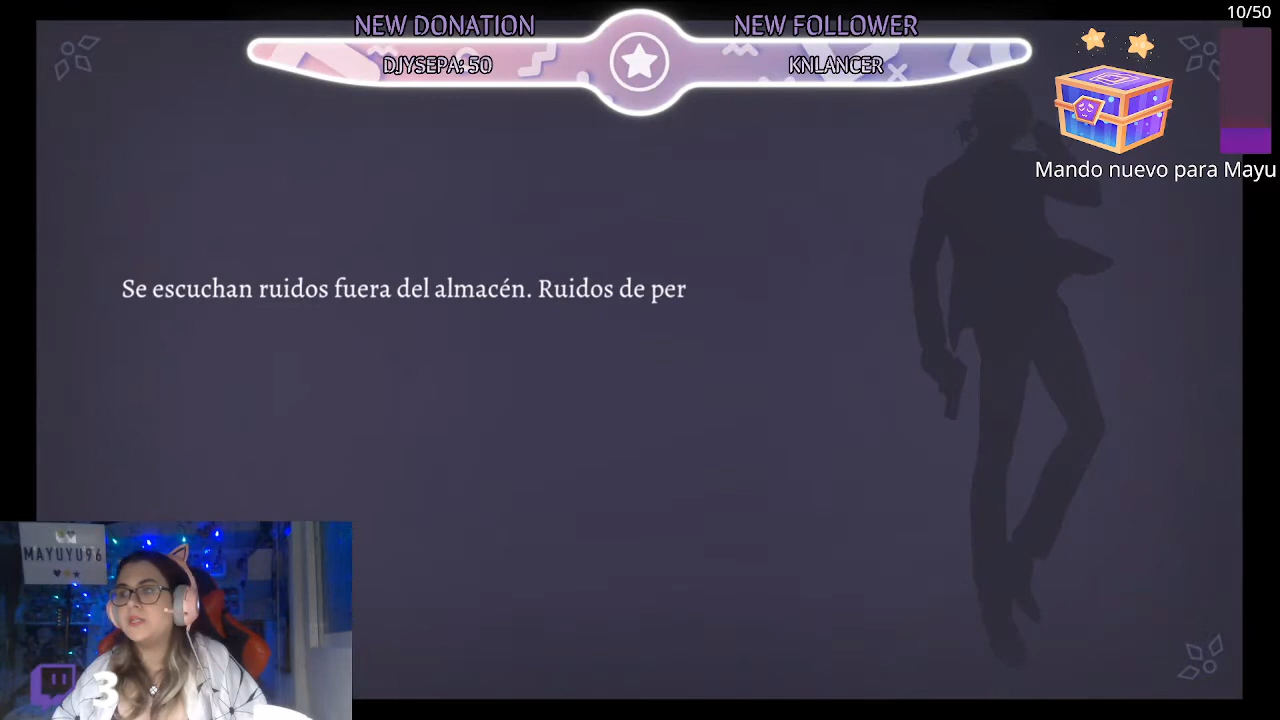 10/50
NEW DONATION
NEW FOLLOWER
DJYSEPA: 50
KNLANCER
Mando nuevo para Mayu
Se escuchan ruidos fuera del almacén. Ruidos de per
MAYUYU96
3